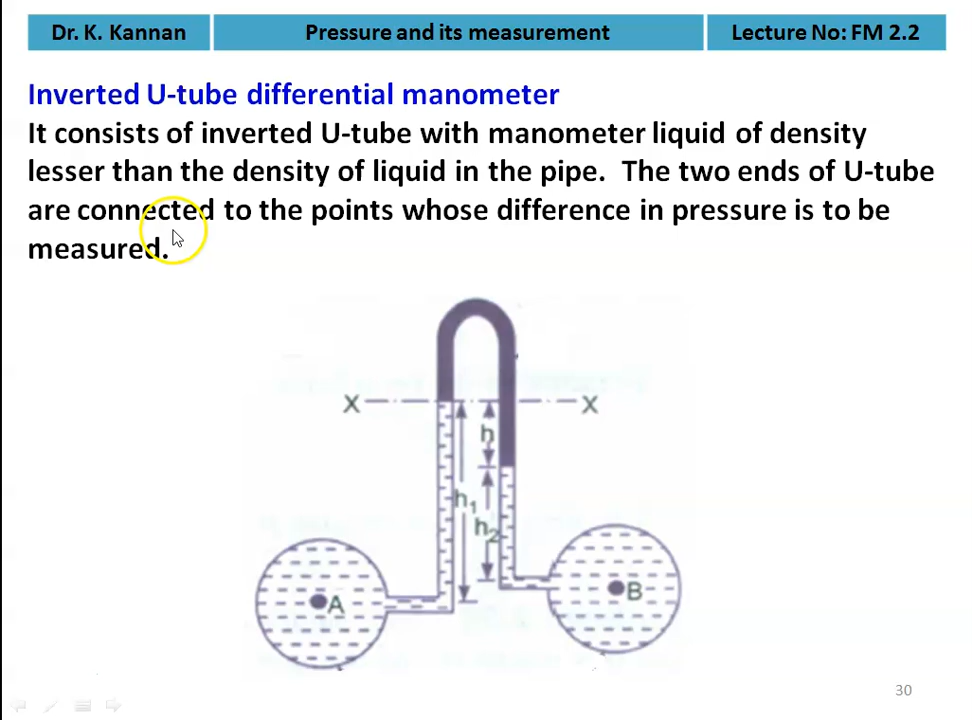 Dr. K. Kannan
Pressure and its measurement
Lecture No: FM 2.2
Inverted U-tube differential manometer
It consists of inverted U-tube with manometer liquid of density
lesser than the density of liquid in the pipe. The two ends of U-tube
are connected to the points whose difference in pressure is to be
measured.
X
X
h
h₁
h₂
A
B
30